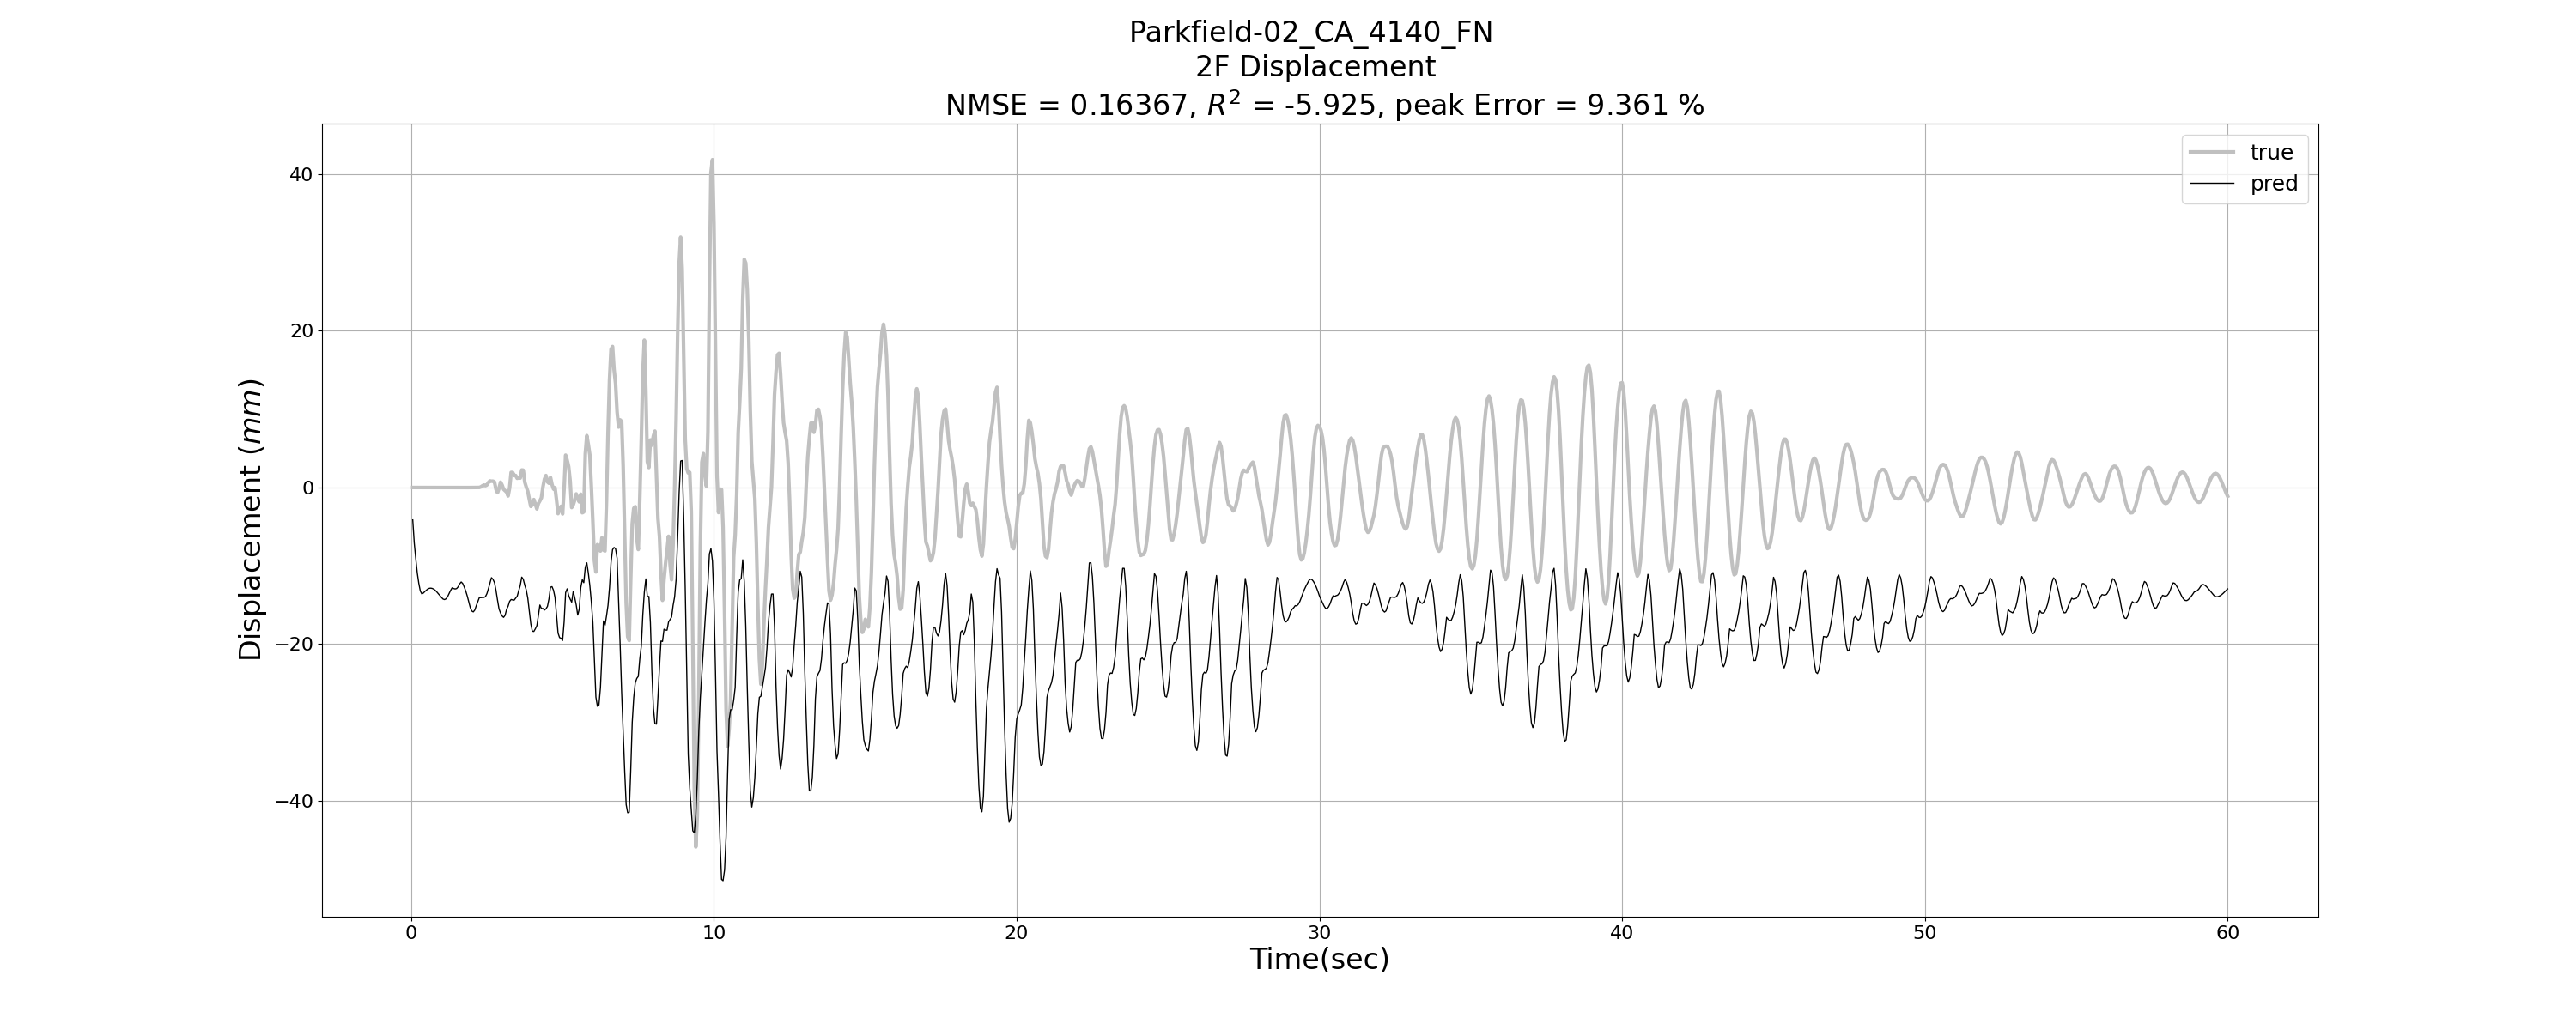 Parkfield-02_CA_4140_FN
2F Displacement
NMSE = 0.16367, R² = -5.925, peak Error = 9.361 %
true
pred
Displacement (mm)
40
20
0
−20
−40
0 10 20 30 40 50 60
Time(sec)